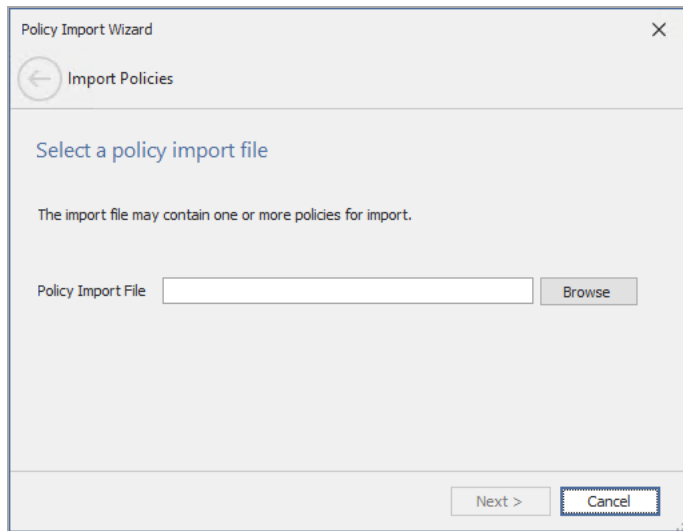 Policy Import Wizard
Import Policies
Select a policy import file
The import file may contain one or more policies for import.
Policy Import File
Browse
Next >
Cancel